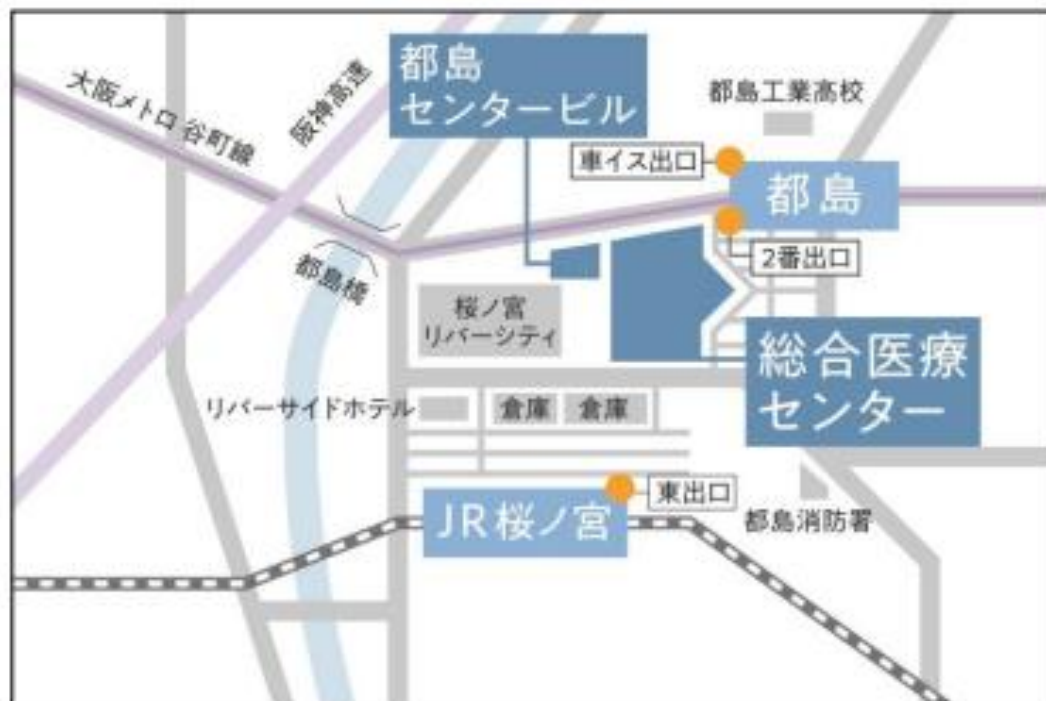 都島
センタービル
大阪メトロ 谷町線
阪神高速
都島工業高校
車イス出口
都島
2番出口
都島橋
桜ノ宮
リバーシティ
総合医療
センター
リバーサイドホテル
倉庫
倉庫
東出口
JR桜ノ宮
都島消防署